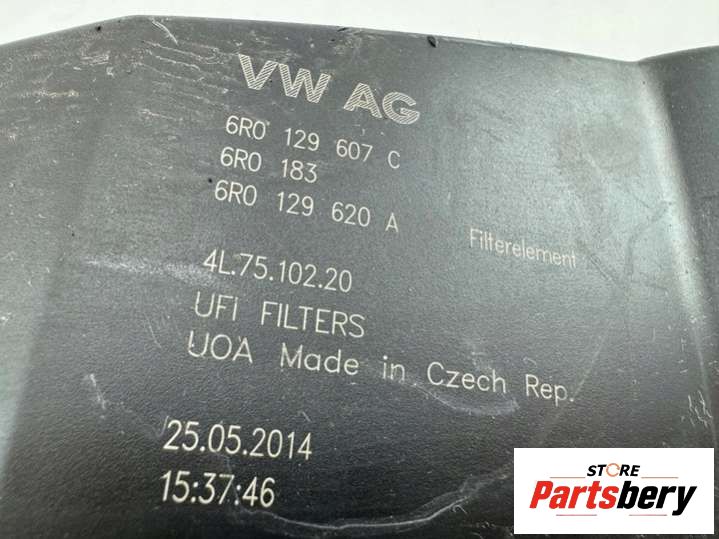 VW AG
6R0 129 607 C
6R0 183
6R0 129 620 A
Filterelement
4L.75.102.20
UFI FILTERS
UOA Made in Czech Rep.
25.05.2014
15:37:46
STORE
Partsbery